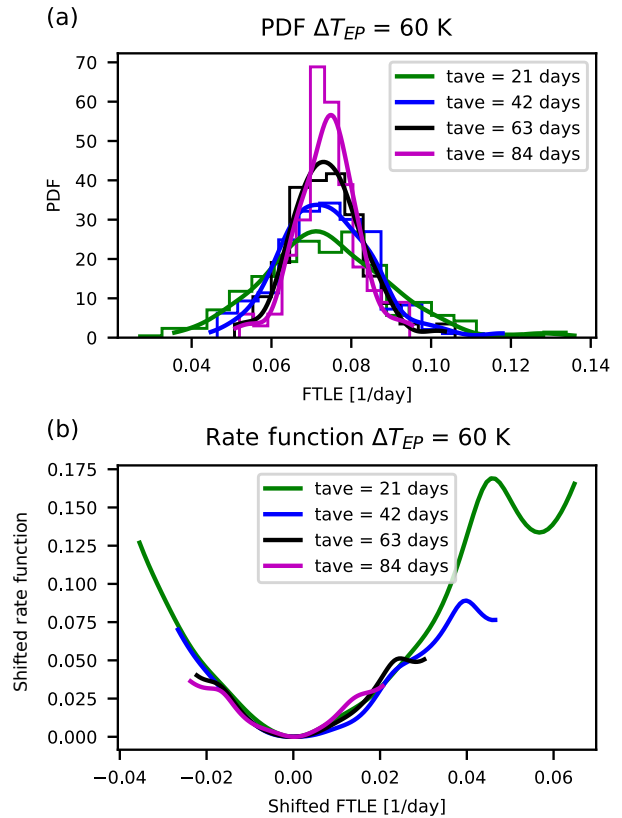 (a)
PDF ΔT_EP = 60 K
70
60
50
40
30
20
10
0
PDF
tave = 21 days
tave = 42 days
tave = 63 days
tave = 84 days
0.04 0.06 0.08 0.10 0.12 0.14
FTLE [1/day]
(b)
Rate function ΔT_EP = 60 K
0.175
0.150
0.125
0.100
0.075
0.050
0.025
0.000
Shifted rate function
tave = 21 days
tave = 42 days
tave = 63 days
tave = 84 days
−0.04 −0.02 0.00 0.02 0.04 0.06
Shifted FTLE [1/day]